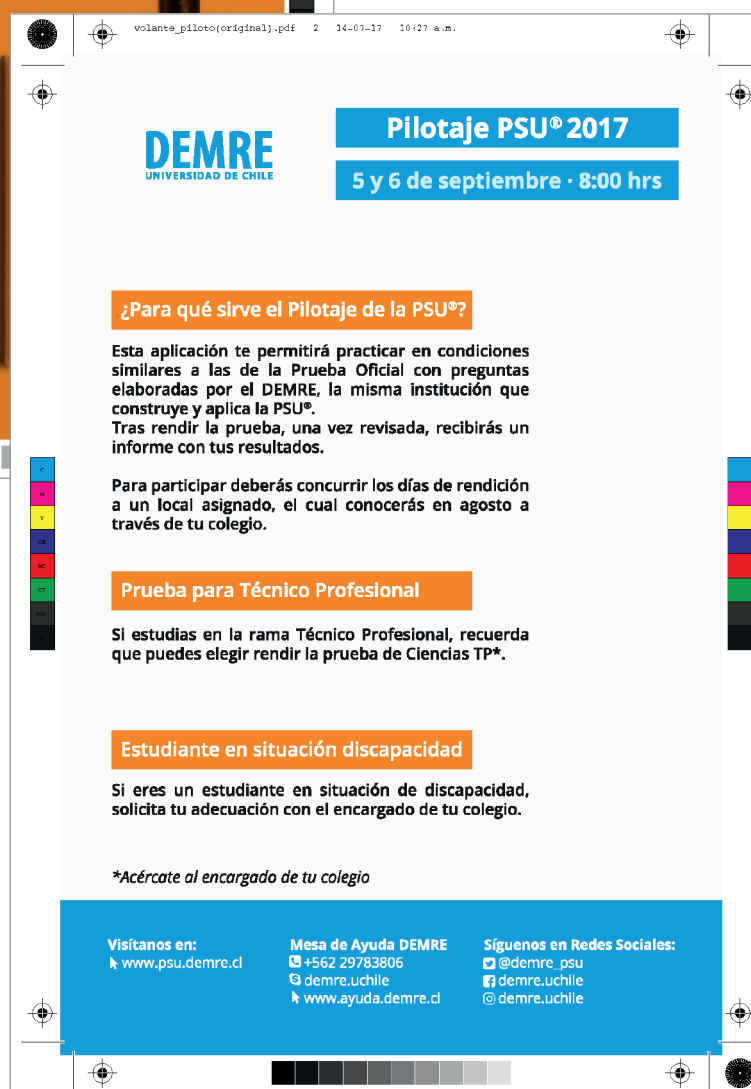 volante_piloto(original).pdf 2 14-07-17 10:27 a.m.
DEMRE
UNIVERSIDAD DE CHILE
Pilotaje PSU® 2017
5 y 6 de septiembre · 8:00 hrs
¿Para qué sirve el Pilotaje de la PSU®?
Esta aplicación te permitirá practicar en condiciones
similares a las de la Prueba Oficial con preguntas
elaboradas por el DEMRE, la misma institución que
construye y aplica la PSU®.
Tras rendir la prueba, una vez revisada, recibirás un
informe con tus resultados.
Para participar deberás concurrir los días de rendición
a un local asignado, el cual conocerás en agosto a
través de tu colegio.
Prueba para Técnico Profesional
Si estudias en la rama Técnico Profesional, recuerda
que puedes elegir rendir la prueba de Ciencias TP*.
Estudiante en situación discapacidad
Si eres un estudiante en situación de discapacidad,
solicita tu adecuación con el encargado de tu colegio.
*Acércate al encargado de tu colegio
Visítanos en:
www.psu.demre.cl
Mesa de Ayuda DEMRE
+562 29783806
demre.uchile
www.ayuda.demre.cl
Síguenos en Redes Sociales:
@demre_psu
demre.uchile
demre.uchile
C
M
Y
CM
MY
CY
CMY